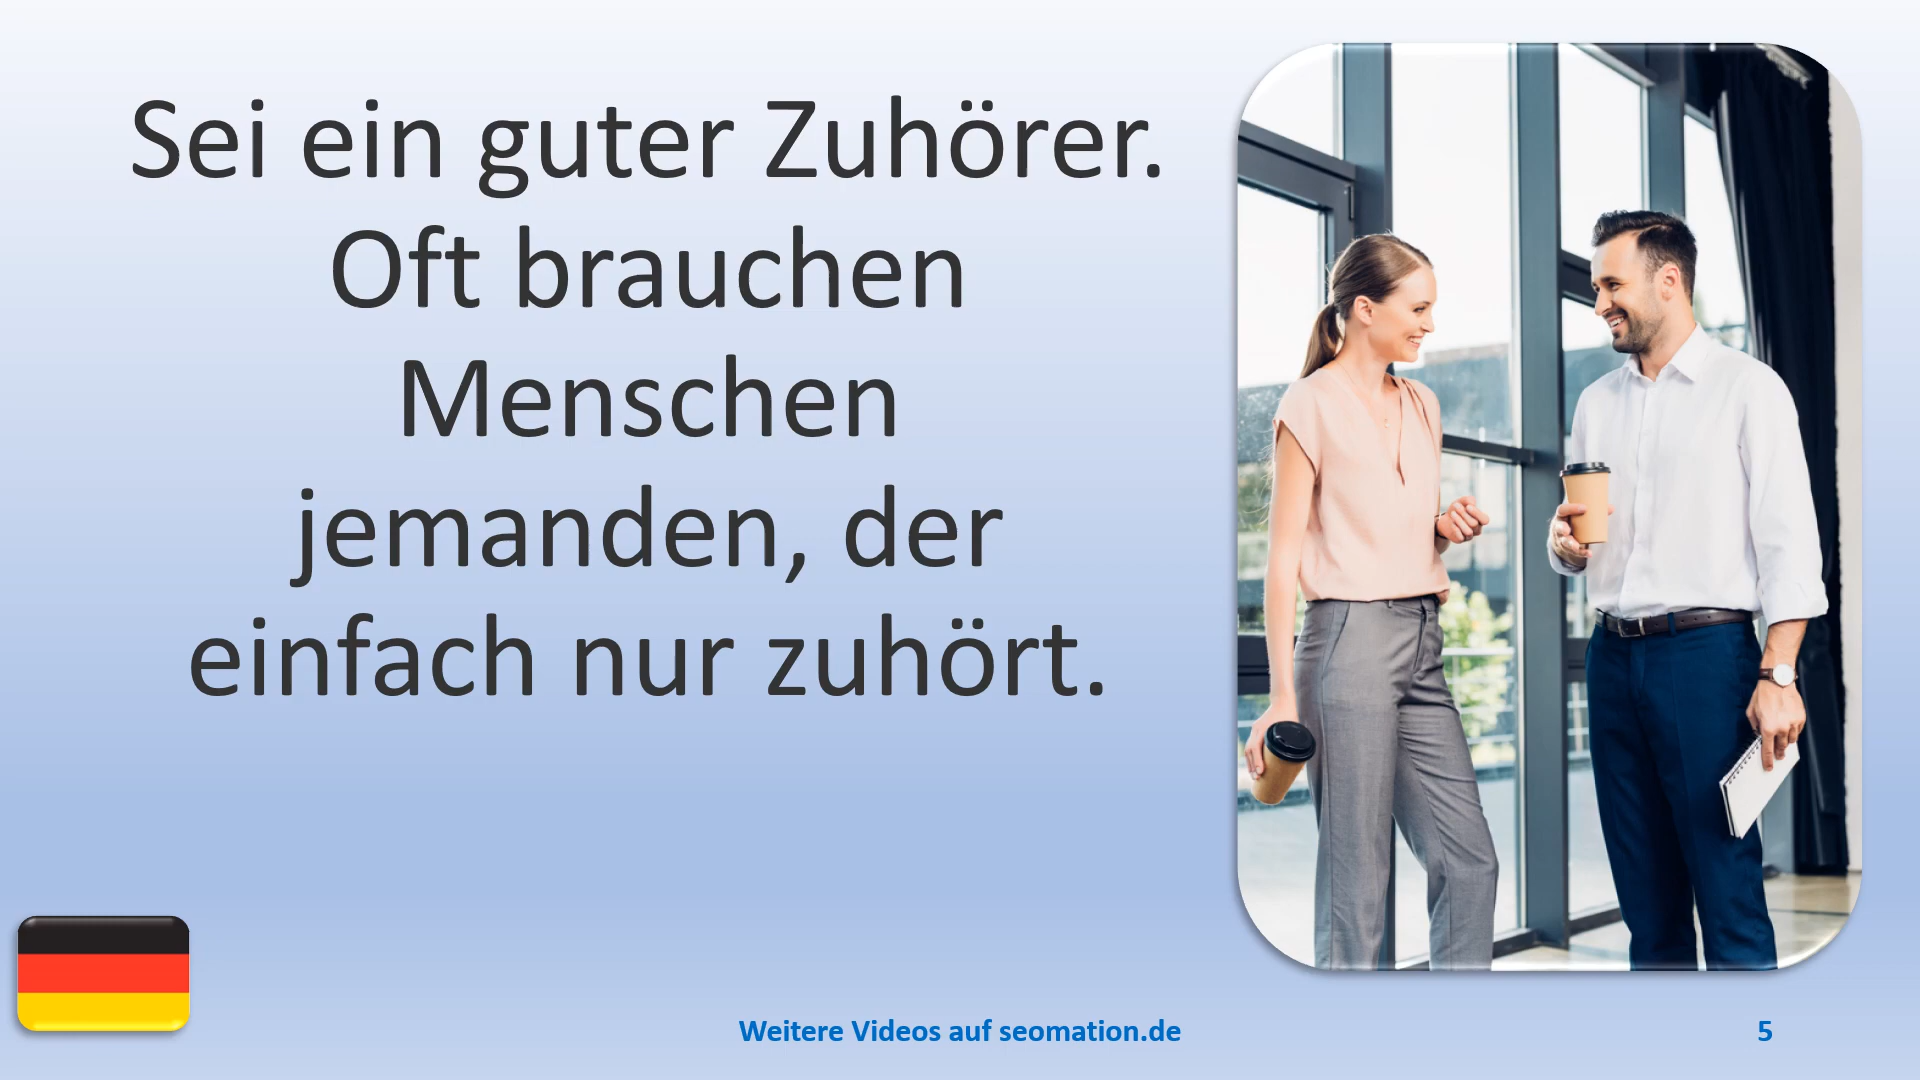 Sei ein guter Zuhörer.
Oft brauchen
Menschen
jemanden, der
einfach nur zuhört.
Weitere Videos auf seomation.de
5